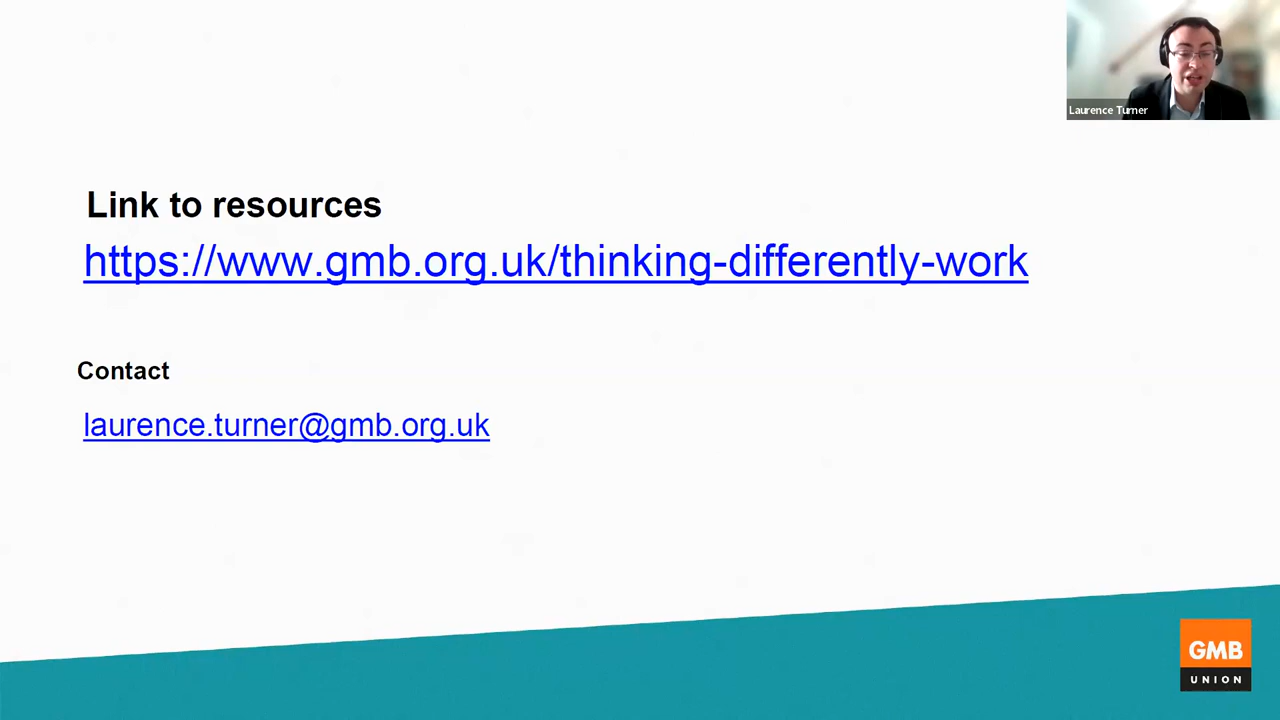 Laurence Turner
Link to resources
https://www.gmb.org.uk/thinking-differently-work
Contact
laurence.turner@gmb.org.uk
GMB
UNION